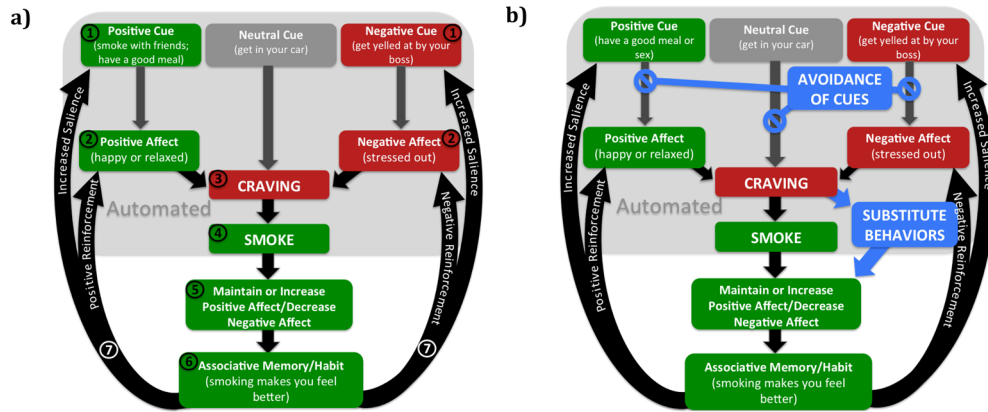 a)
1 Positive Cue
(smoke with friends;
have a good meal)
Neutral Cue
(get in your car)
Negative Cue 1
(get yelled at by your
boss)
2 Positive Affect
(happy or relaxed)
Negative Affect 2
(stressed out)
3 CRAVING
Automated
4 SMOKE
5 Maintain or Increase
Positive Affect/Decrease
Negative Affect
6 Associative Memory/Habit
(smoking makes you feel
better)
Increased Salience
Positive Reinforcement
7
Increased Salience
Negative Reinforcement
7
b)
Positive Cue
(have a good meal or
sex)
Neutral Cue
(get in your car)
Negative Cue
(get yelled at by your
boss)
AVOIDANCE
OF CUES
Positive Affect
(happy or relaxed)
Negative Affect
(stressed out)
CRAVING
Automated
SUBSTITUTE
BEHAVIORS
SMOKE
Maintain or Increase
Positive Affect/Decrease
Negative Affect
Associative Memory/Habit
(smoking makes you feel
better)
Increased Salience
Positive Reinforcement
Increased Salience
Negative Reinforcement